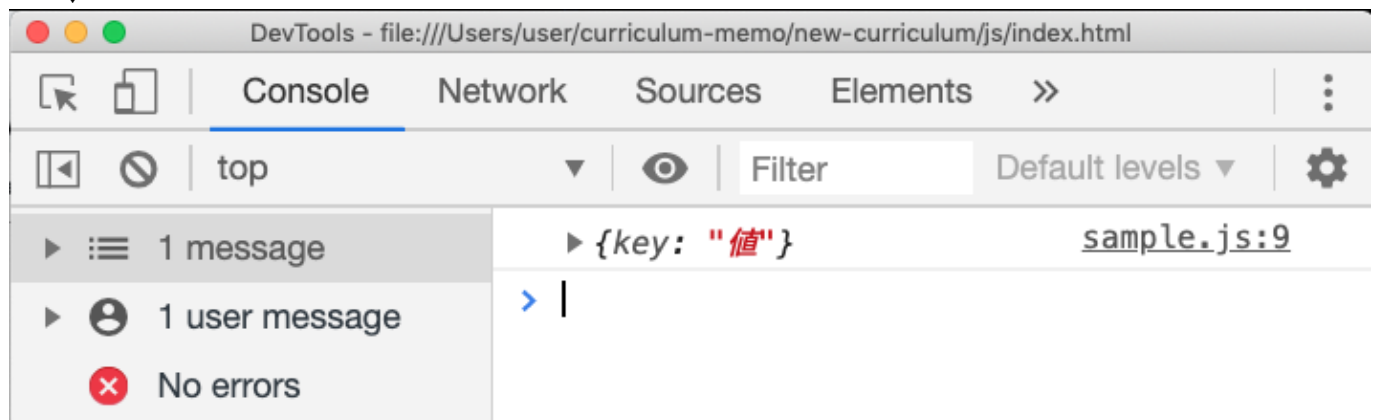 DevTools - file:///Users/user/curriculum-memo/new-curriculum/js/index.html
Console Network Sources Elements »
top Filter Default levels
1 message
{key: "値"} sample.js:9
1 user message
>
No errors